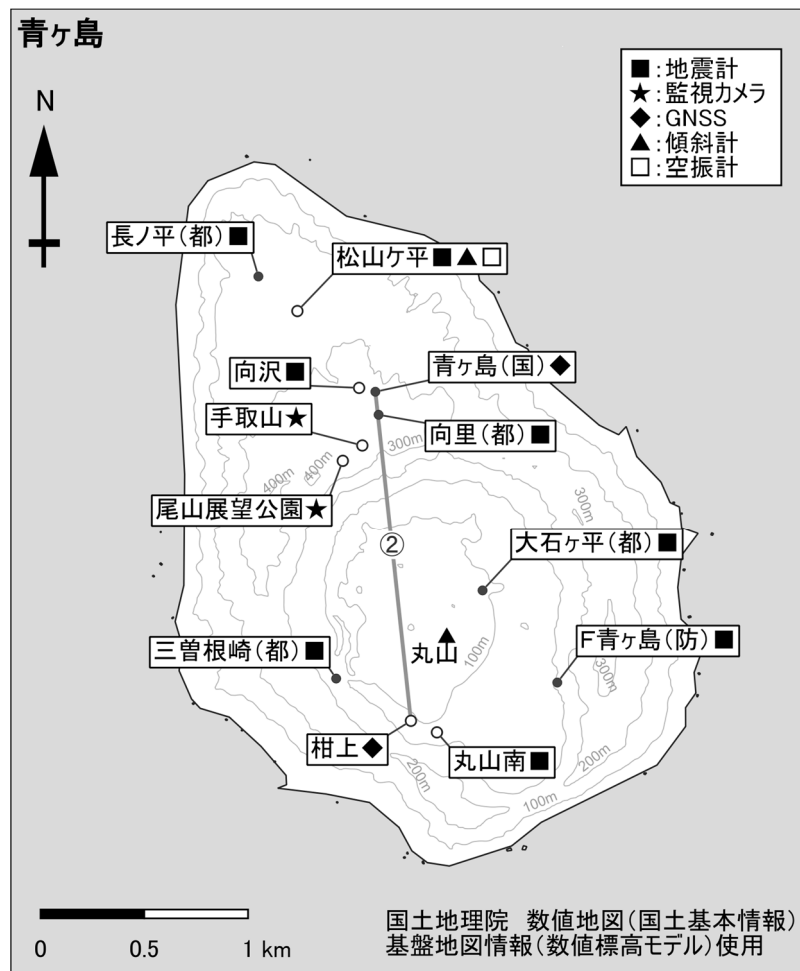 青ヶ島
■:地震計
★:監視カメラ
◆:GNSS
▲:傾斜計
□:空振計
N
長ノ平(都)■
松山ケ平■▲□
向沢■
青ヶ島(国)◆
手取山★
向里(都)■
300m
400m
400m
尾山展望公園★
300m
②
大石ヶ平(都)■
三曽根崎(都)■
丸山
100m
F青ヶ島(防)■
300m
柑上◆
丸山南■
200m
200m
100m
国土地理院 数値地図(国土基本情報)
基盤地図情報(数値標高モデル)使用
0 0.5 1 km